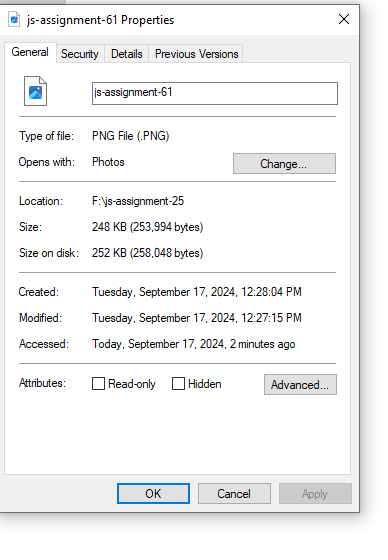 js-assignment-61 Properties
General Security Details Previous Versions
js-assignment-61
Type of file: PNG File (.PNG)
Opens with: Photos Change...
Location: F:\js-assignment-25
Size: 248 KB (253,994 bytes)
Size on disk: 252 KB (258,048 bytes)
Created: Tuesday, September 17, 2024, 12:28:04 PM
Modified: Tuesday, September 17, 2024, 12:27:15 PM
Accessed: Today, September 17, 2024, 2 minutes ago
Attributes: Read-only Hidden Advanced...
OK Cancel Apply